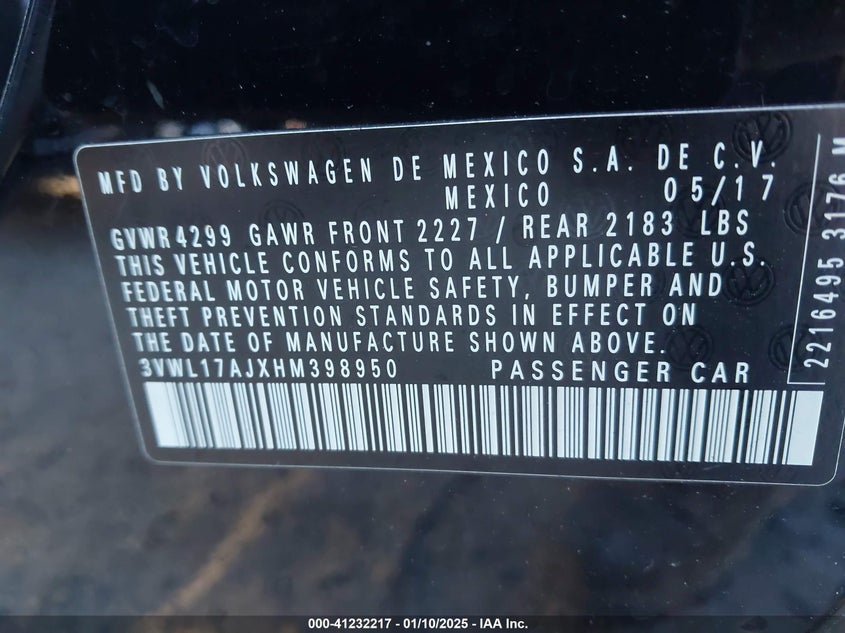 MFD BY VOLKSWAGEN DE MEXICO S.A. DE C.V.
MEXICO 05/17
GVWR 4299 GAWR FRONT 2227 / REAR 2183 LBS
THIS VEHICLE CONFORMS TO ALL APPLICABLE U.S.
FEDERAL MOTOR VEHICLE SAFETY, BUMPER AND
THEFT PREVENTION STANDARDS IN EFFECT ON
THE DATE OF MANUFACTURE SHOWN ABOVE.
3VWL17AJXHM398950 PASSENGER CAR
2216495 3176 M
000-41232217 - 01/10/2025 - IAA Inc.